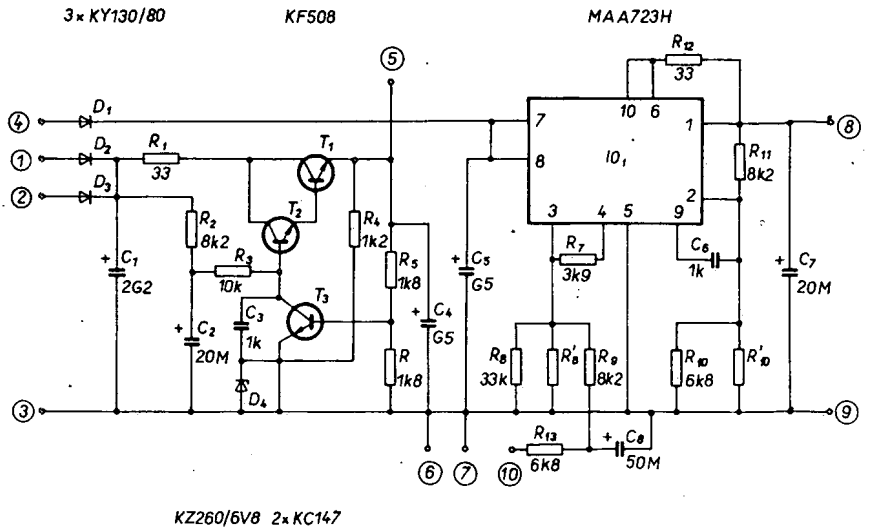 3 x KY130/80
KF508
MAA723H
5
R12
33
4
D1
T1
10
6
7
1
8
1
D2
R1
33
8
IO1
R11
8k2
2
D3
T2
R4
1k2
2
R2
8k2
3
4
5
9
R3
10k
R5
1k8
C5
G5
R7
3k9
C6
1k
C7
20M
C1
2G2
T3
C4
G5
C2
20M
C3
1k
R
1k8
R8
33k
R'8
R9
8k2
R10
6k8
R'10
D4
3
9
6
7
10
R13
6k8
C8
50M
KZ260/6V8 2x KC147